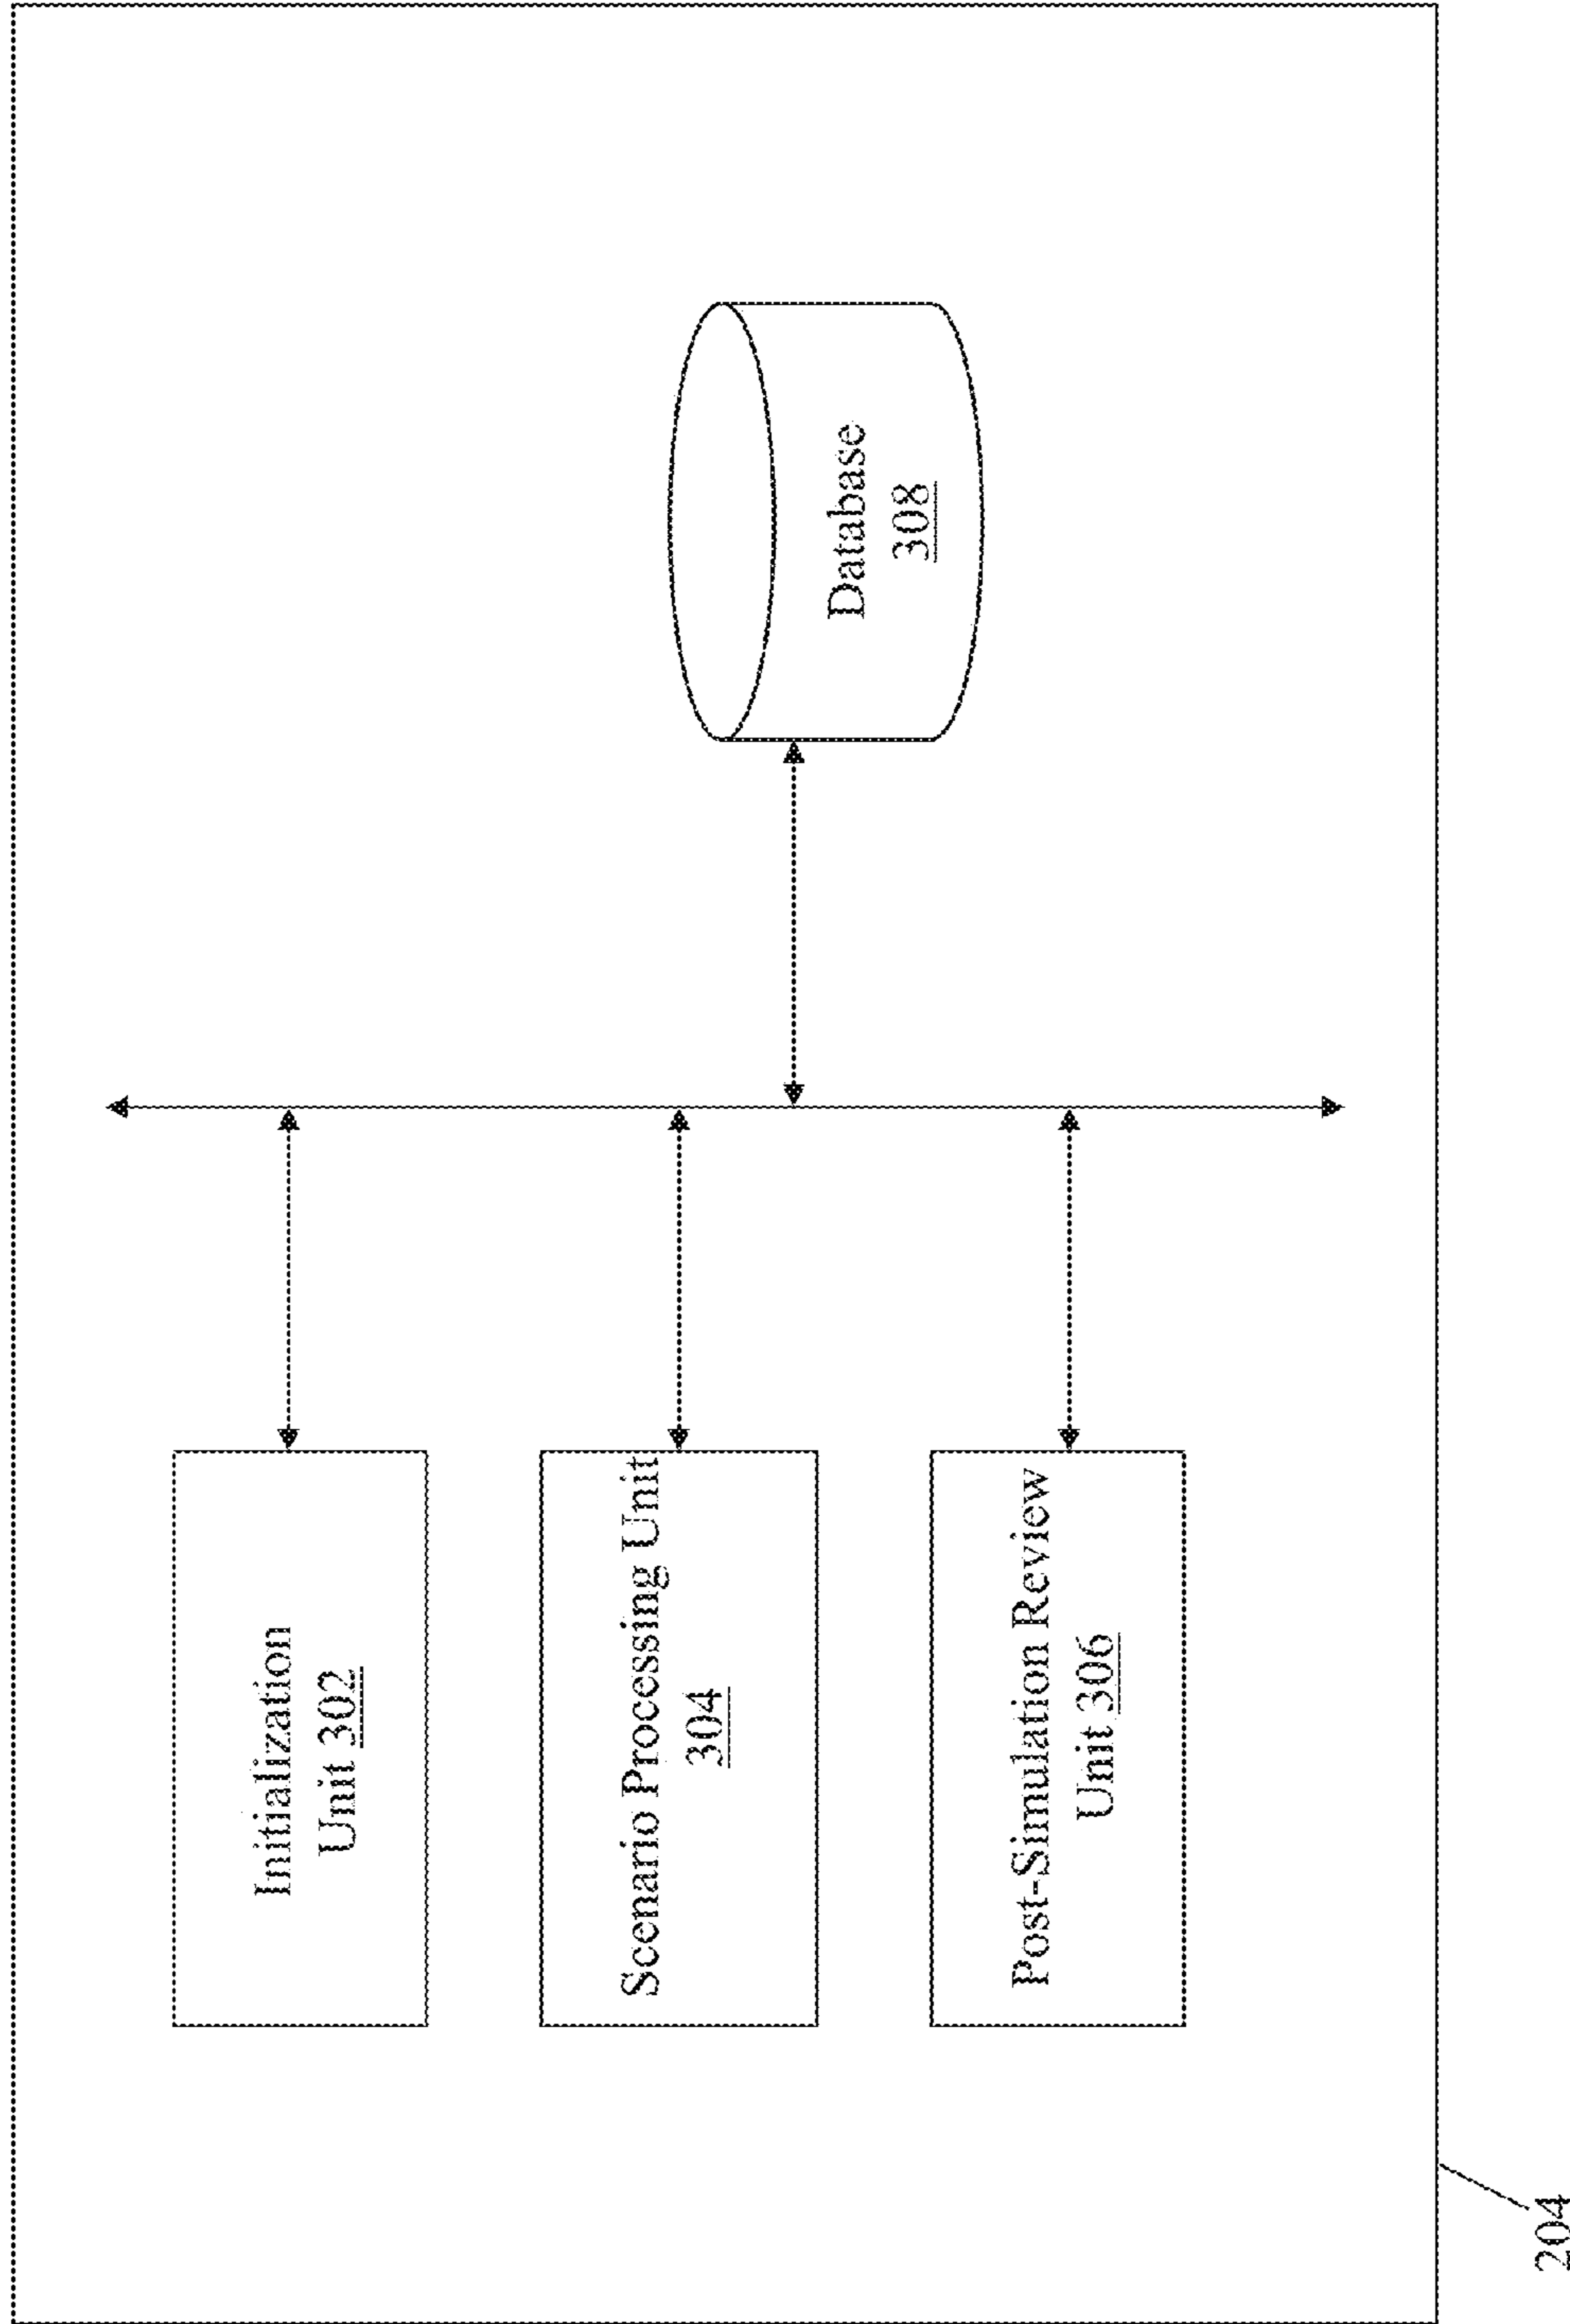 Initialization
Unit 302
Scenario Processing Unit
304
Post-Simulation Review
Unit 306
Database
308
204